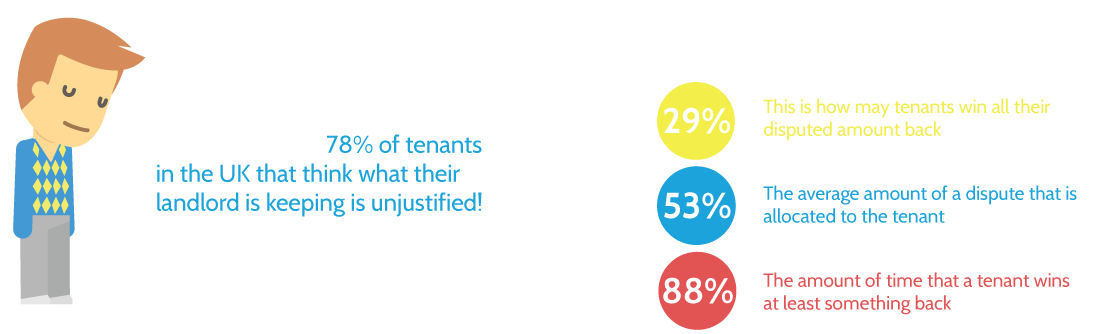 78% of tenants
in the UK that think what their
landlord is keeping is unjustified!
29%
This is how may tenants win all their
disputed amount back
53%
The average amount of a dispute that is
allocated to the tenant
88%
The amount of time that a tenant wins
at least something back